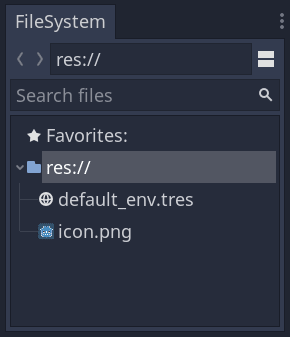 FileSystem
res://
Search files
Favorites:
res://
default_env.tres
icon.png